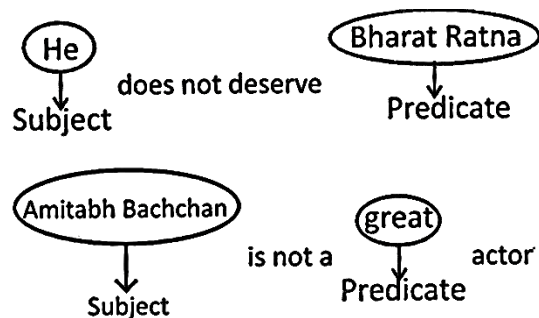 He does not deserve Bharat Ratna
Subject Predicate
Amitabh Bachchan is not a great actor
Subject Predicate